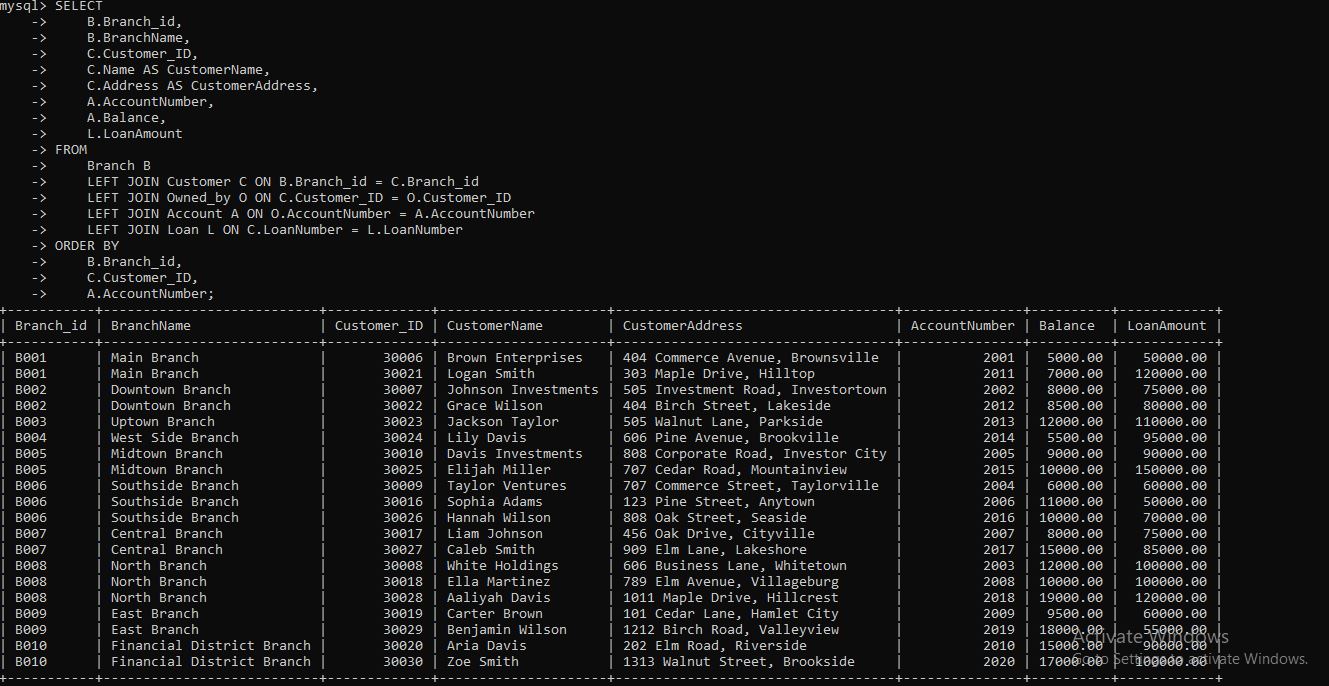 mysql> SELECT
    ->     B.Branch_id,
    ->     B.BranchName,
    ->     C.Customer_ID,
    ->     C.Name AS CustomerName,
    ->     C.Address AS CustomerAddress,
    ->     A.AccountNumber,
    ->     A.Balance,
    ->     L.LoanAmount
    -> FROM
    ->     Branch B
    ->     LEFT JOIN Customer C ON B.Branch_id = C.Branch_id
    ->     LEFT JOIN Owned_by O ON C.Customer_ID = O.Customer_ID
    ->     LEFT JOIN Account A ON O.AccountNumber = A.AccountNumber
    ->     LEFT JOIN Loan L ON C.LoanNumber = L.LoanNumber
    -> ORDER BY
    ->     B.Branch_id,
    ->     C.Customer_ID,
    ->     A.AccountNumber;
| Branch_id | BranchName | Customer_ID | CustomerName | CustomerAddress | AccountNumber | Balance | LoanAmount |
| B001 | Main Branch | 30006 | Brown Enterprises | 404 Commerce Avenue, Brownsville | 2001 | 5000.00 | 50000.00 |
| B001 | Main Branch | 30021 | Logan Smith | 303 Maple Drive, Hilltop | 2011 | 7000.00 | 120000.00 |
| B002 | Downtown Branch | 30007 | Johnson Investments | 505 Investment Road, Investortown | 2002 | 8000.00 | 75000.00 |
| B002 | Downtown Branch | 30022 | Grace Wilson | 404 Birch Street, Lakeside | 2012 | 8500.00 | 80000.00 |
| B003 | Uptown Branch | 30023 | Jackson Taylor | 505 Walnut Lane, Parkside | 2013 | 12000.00 | 110000.00 |
| B004 | West Side Branch | 30024 | Lily Davis | 606 Pine Avenue, Brookville | 2014 | 5500.00 | 95000.00 |
| B005 | Midtown Branch | 30010 | Davis Investments | 808 Corporate Road, Investor City | 2005 | 9000.00 | 90000.00 |
| B005 | Midtown Branch | 30025 | Elijah Miller | 707 Cedar Road, Mountainview | 2015 | 10000.00 | 150000.00 |
| B006 | Southside Branch | 30009 | Taylor Ventures | 707 Commerce Street, Taylorville | 2004 | 6000.00 | 60000.00 |
| B006 | Southside Branch | 30016 | Sophia Adams | 123 Pine Street, Anytown | 2006 | 11000.00 | 50000.00 |
| B006 | Southside Branch | 30026 | Hannah Wilson | 808 Oak Street, Seaside | 2016 | 10000.00 | 70000.00 |
| B007 | Central Branch | 30017 | Liam Johnson | 456 Oak Drive, Cityville | 2007 | 8000.00 | 75000.00 |
| B007 | Central Branch | 30027 | Caleb Smith | 909 Elm Lane, Lakeshore | 2017 | 15000.00 | 85000.00 |
| B008 | North Branch | 30008 | White Holdings | 606 Business Lane, Whitetown | 2003 | 12000.00 | 100000.00 |
| B008 | North Branch | 30018 | Ella Martinez | 789 Elm Avenue, Villageburg | 2008 | 10000.00 | 100000.00 |
| B008 | North Branch | 30028 | Aaliyah Davis | 1011 Maple Drive, Hillcrest | 2018 | 19000.00 | 120000.00 |
| B009 | East Branch | 30019 | Carter Brown | 101 Cedar Lane, Hamlet City | 2009 | 9500.00 | 60000.00 |
| B009 | East Branch | 30029 | Benjamin Wilson | 1212 Birch Road, Valleyview | 2019 | 18000.00 | 55000.00 |
| B010 | Financial District Branch | 30020 | Aria Davis | 202 Elm Road, Riverside | 2010 | 15000.00 | 90000.00 |
| B010 | Financial District Branch | 30030 | Zoe Smith | 1313 Walnut Street, Brookside | 2020 | 17000.00 | 100000.00 |
Activate Windows
Go to Settings to activate Windows.